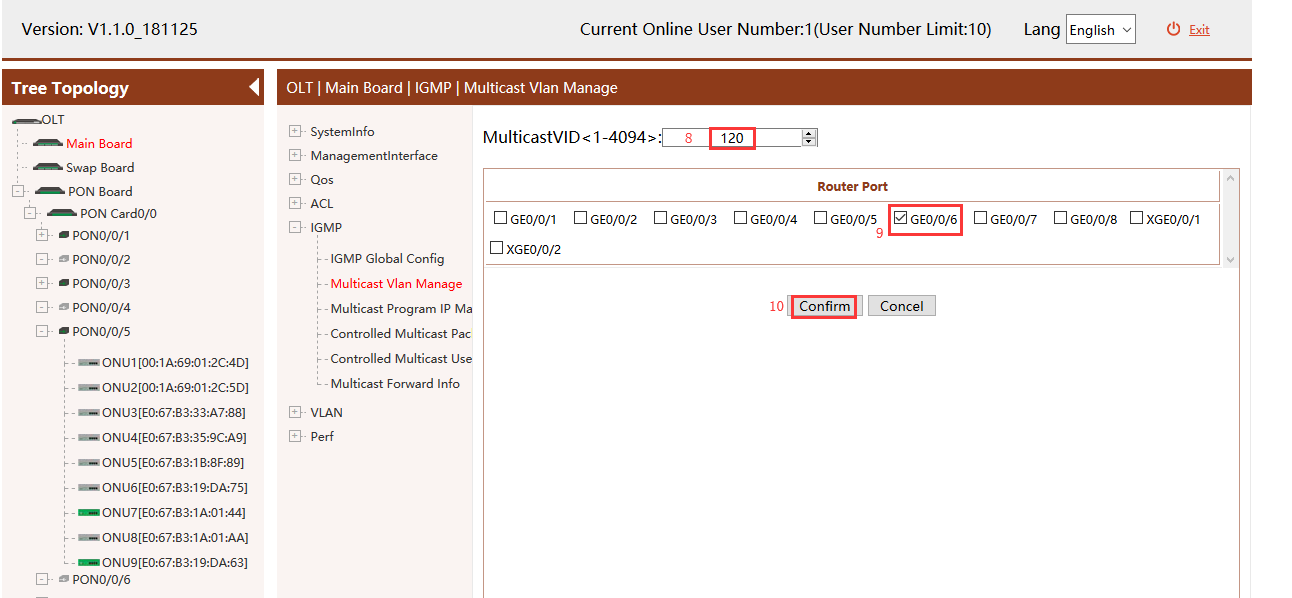 Version: V1.1.0_181125
Current Online User Number:1(User Number Limit:10)
Lang English
Exit
Tree Topology
OLT
Main Board
Swap Board
PON Board
PON Card0/0
PON0/0/1
PON0/0/2
PON0/0/3
PON0/0/4
PON0/0/5
ONU1[00:1A:69:01:2C:4D]
ONU2[00:1A:69:01:2C:5D]
ONU3[E0:67:B3:33:A7:88]
ONU4[E0:67:B3:35:9C:A9]
ONU5[E0:67:B3:1B:8F:89]
ONU6[E0:67:B3:19:DA:75]
ONU7[E0:67:B3:1A:01:44]
ONU8[E0:67:B3:1A:01:AA]
ONU9[E0:67:B3:19:DA:63]
PON0/0/6
OLT | Main Board | IGMP | Multicast Vlan Manage
SystemInfo
ManagementInterface
Qos
ACL
IGMP
IGMP Global Config
Multicast Vlan Manage
Multicast Program IP Ma
Controlled Multicast Pac
Controlled Multicast Use
Multicast Forward Info
VLAN
Perf
MulticastVID<1-4094>: 8 120
Router Port
GE0/0/1 GE0/0/2 GE0/0/3 GE0/0/4 GE0/0/5 GE0/0/6 GE0/0/7 GE0/0/8 XGE0/0/1
9
XGE0/0/2
10 Confirm Cancel